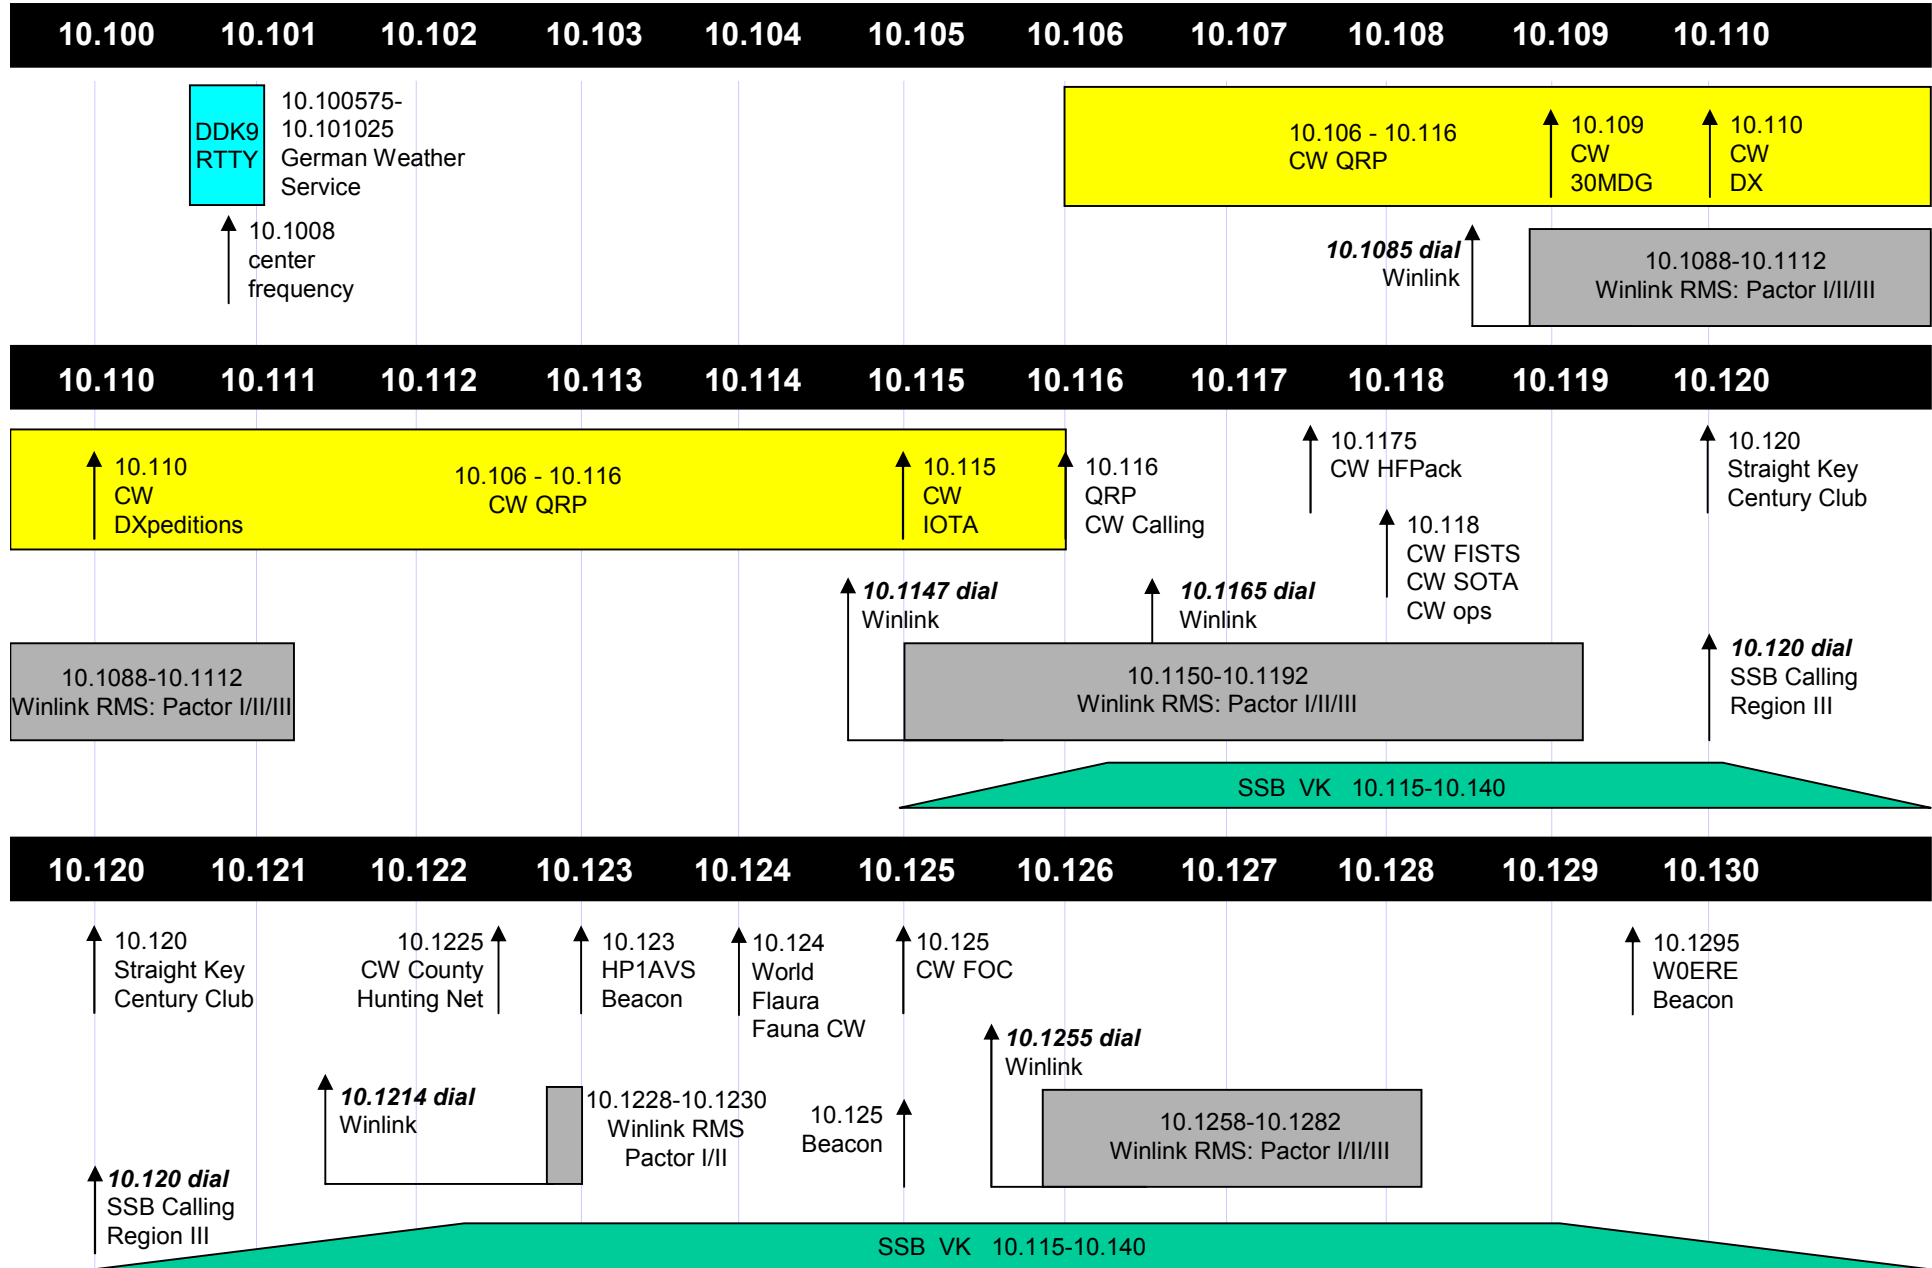 10.100 10.101 10.102 10.103 10.104 10.105 10.106 10.107 10.108 10.109 10.110
DDK9
RTTY
10.100575-
10.101025
German Weather
Service
10.1008
center
frequency
10.106 - 10.116
CW QRP
10.109
CW
30MDG
10.110
CW
DX
10.1085 dial
Winlink
10.1088-10.1112
Winlink RMS: Pactor I/II/III
10.110 10.111 10.112 10.113 10.114 10.115 10.116 10.117 10.118 10.119 10.120
10.110
CW
DXpeditions
10.106 - 10.116
CW QRP
10.115
CW
IOTA
10.116
QRP
CW Calling
10.1175
CW HFPack
10.118
CW FISTS
CW SOTA
CW ops
10.120
Straight Key
Century Club
10.1147 dial
Winlink
10.1165 dial
Winlink
10.1088-10.1112
Winlink RMS: Pactor I/II/III
10.1150-10.1192
Winlink RMS: Pactor I/II/III
10.120 dial
SSB Calling
Region III
SSB VK 10.115-10.140
10.120 10.121 10.122 10.123 10.124 10.125 10.126 10.127 10.128 10.129 10.130
10.120
Straight Key
Century Club
10.1225
CW County
Hunting Net
10.123
HP1AVS
Beacon
10.124
World
Flaura
Fauna CW
10.125
CW FOC
10.1295
W0ERE
Beacon
10.1214 dial
Winlink
10.1228-10.1230
Winlink RMS
Pactor I/II
10.125
Beacon
10.1255 dial
Winlink
10.1258-10.1282
Winlink RMS: Pactor I/II/III
10.120 dial
SSB Calling
Region III
SSB VK 10.115-10.140